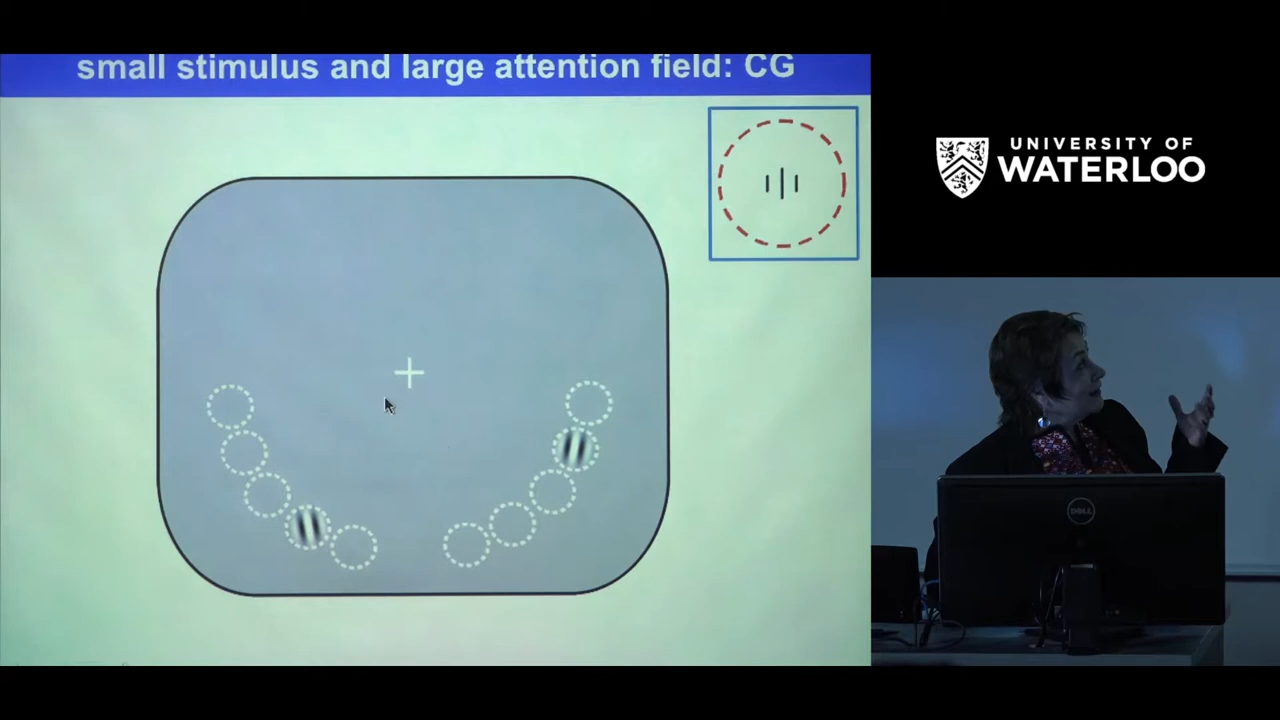 small stimulus and large attention field: CG
UNIVERSITY OF
WATERLOO
DELL